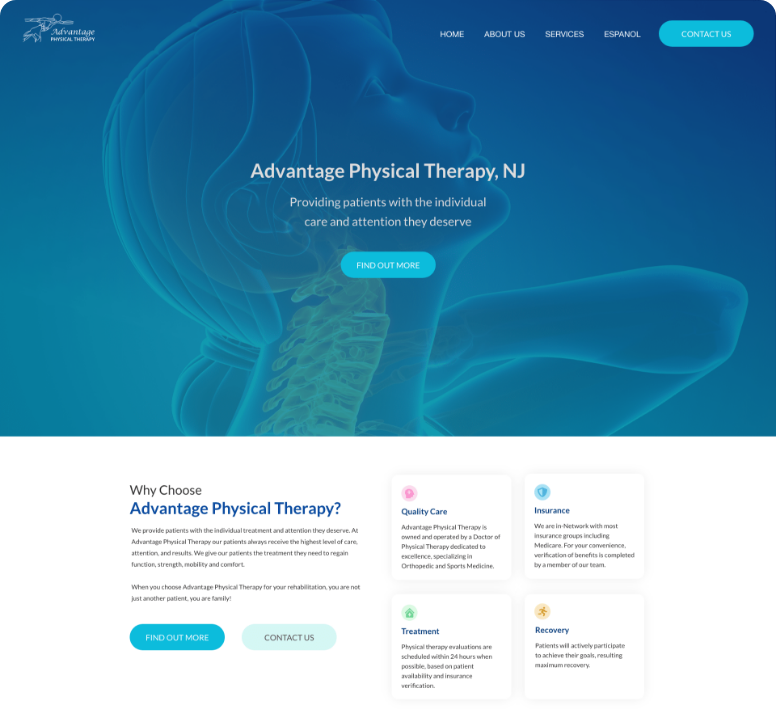 Advantage
PHYSICAL THERAPY
HOME
ABOUT US
SERVICES
ESPANOL
CONTACT US
Advantage Physical Therapy, NJ
Providing patients with the individual
care and attention they deserve
FIND OUT MORE
Why Choose
Advantage Physical Therapy?
We provide patients with the individual treatment and attention they deserve. At
Advantage Physical Therapy our patients always receive the highest level of care,
attention, and results. We give our patients the treatment they need to regain
function, strength, mobility and comfort.
When you choose Advantage Physical Therapy for your rehabilitation, you are not
just another patient, you are family!
FIND OUT MORE
CONTACT US
Quality Care
Advantage Physical Therapy is
owned and operated by a Doctor of
Physical Therapy dedicated to
excellence, specializing in
Orthopedic and Sports Medicine.
Insurance
We are in-Network with most
insurance groups including
Medicare. For your convenience,
verification of benefits is completed
by a member of our team.
Treatment
Physical therapy evaluations are
scheduled within 24 hours when
possible, based on patient
availability and insurance
verification.
Recovery
Patients will actively participate
to achieve their goals, resulting
maximum recovery.